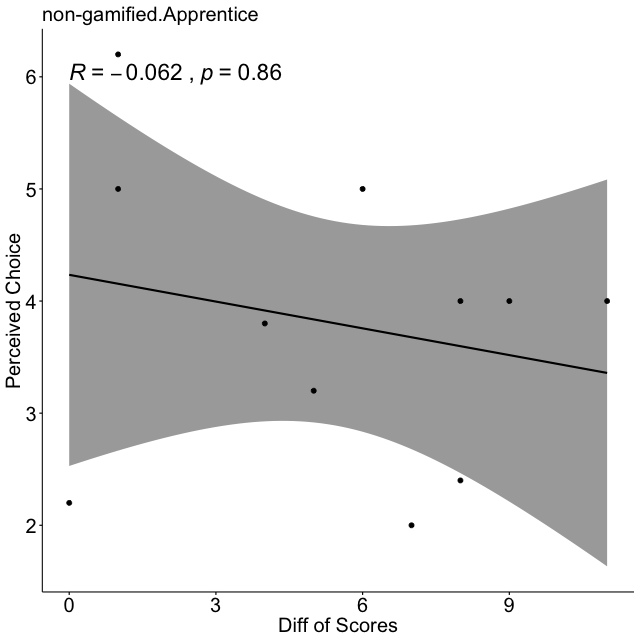 non-gamified.Apprentice
R = −0.062 , p = 0.86
6
5
4
3
2
Perceived Choice
0 3 6 9
Diff of Scores